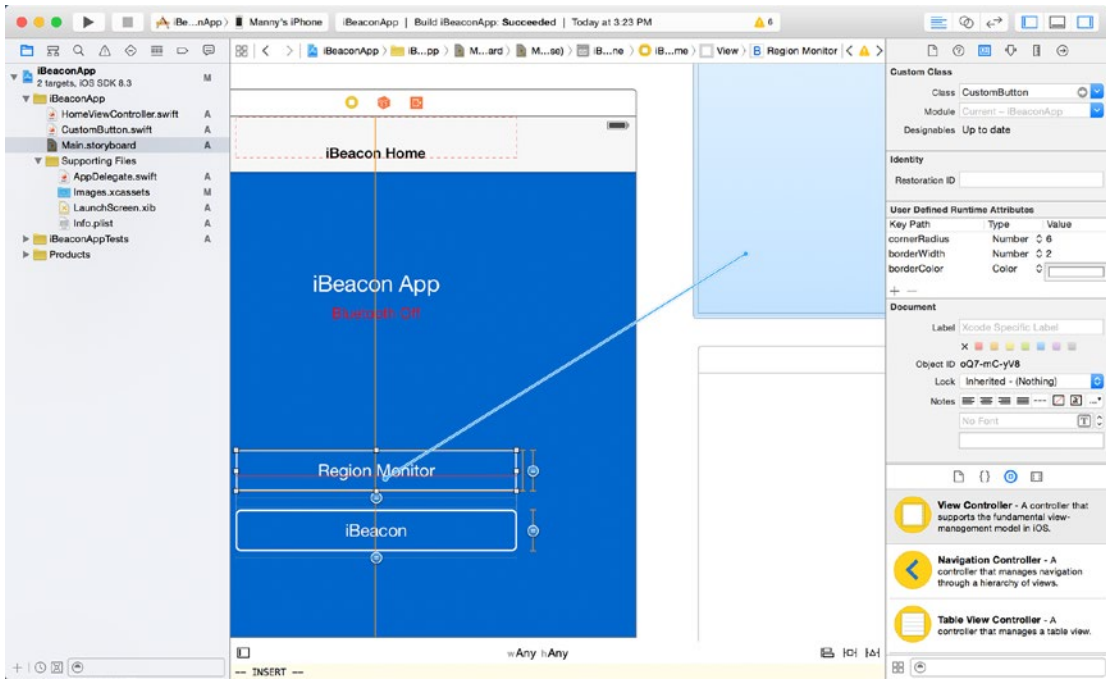 iBe...nApp
Manny's iPhone
iBeaconApp | Build iBeaconApp: Succeeded | Today at 3:23 PM
6
iBeaconApp
iB...pp
M...ard
M...se)
iB...ne
iB...me
View
B Region Monitor
iBeaconApp
M
2 targets, iOS SDK 8.3
iBeaconApp
HomeViewController.swift A
CustomButton.swift A
Main.storyboard A
Supporting Files
AppDelegate.swift A
Images.xcassets M
LaunchScreen.xib A
Info.plist A
iBeaconAppTests A
Products
iBeacon Home
iBeacon App
Bluetooth Off
Region Monitor
iBeacon
wAny hAny
-- INSERT --
Custom Class
Class CustomButton
Module Current – iBeaconApp
Designables Up to date
Identity
Restoration ID
User Defined Runtime Attributes
Key Path Type Value
cornerRadius Number 6
borderWidth Number 2
borderColor Color
Document
Label Xcode Specific Label
Object ID oQ7-mC-yV8
Lock Inherited - (Nothing)
Notes
No Font
View Controller - A controller that
supports the fundamental view-
management model in iOS.
Navigation Controller - A
controller that manages navigation
through a hierarchy of views.
Table View Controller - A
controller that manages a table view.